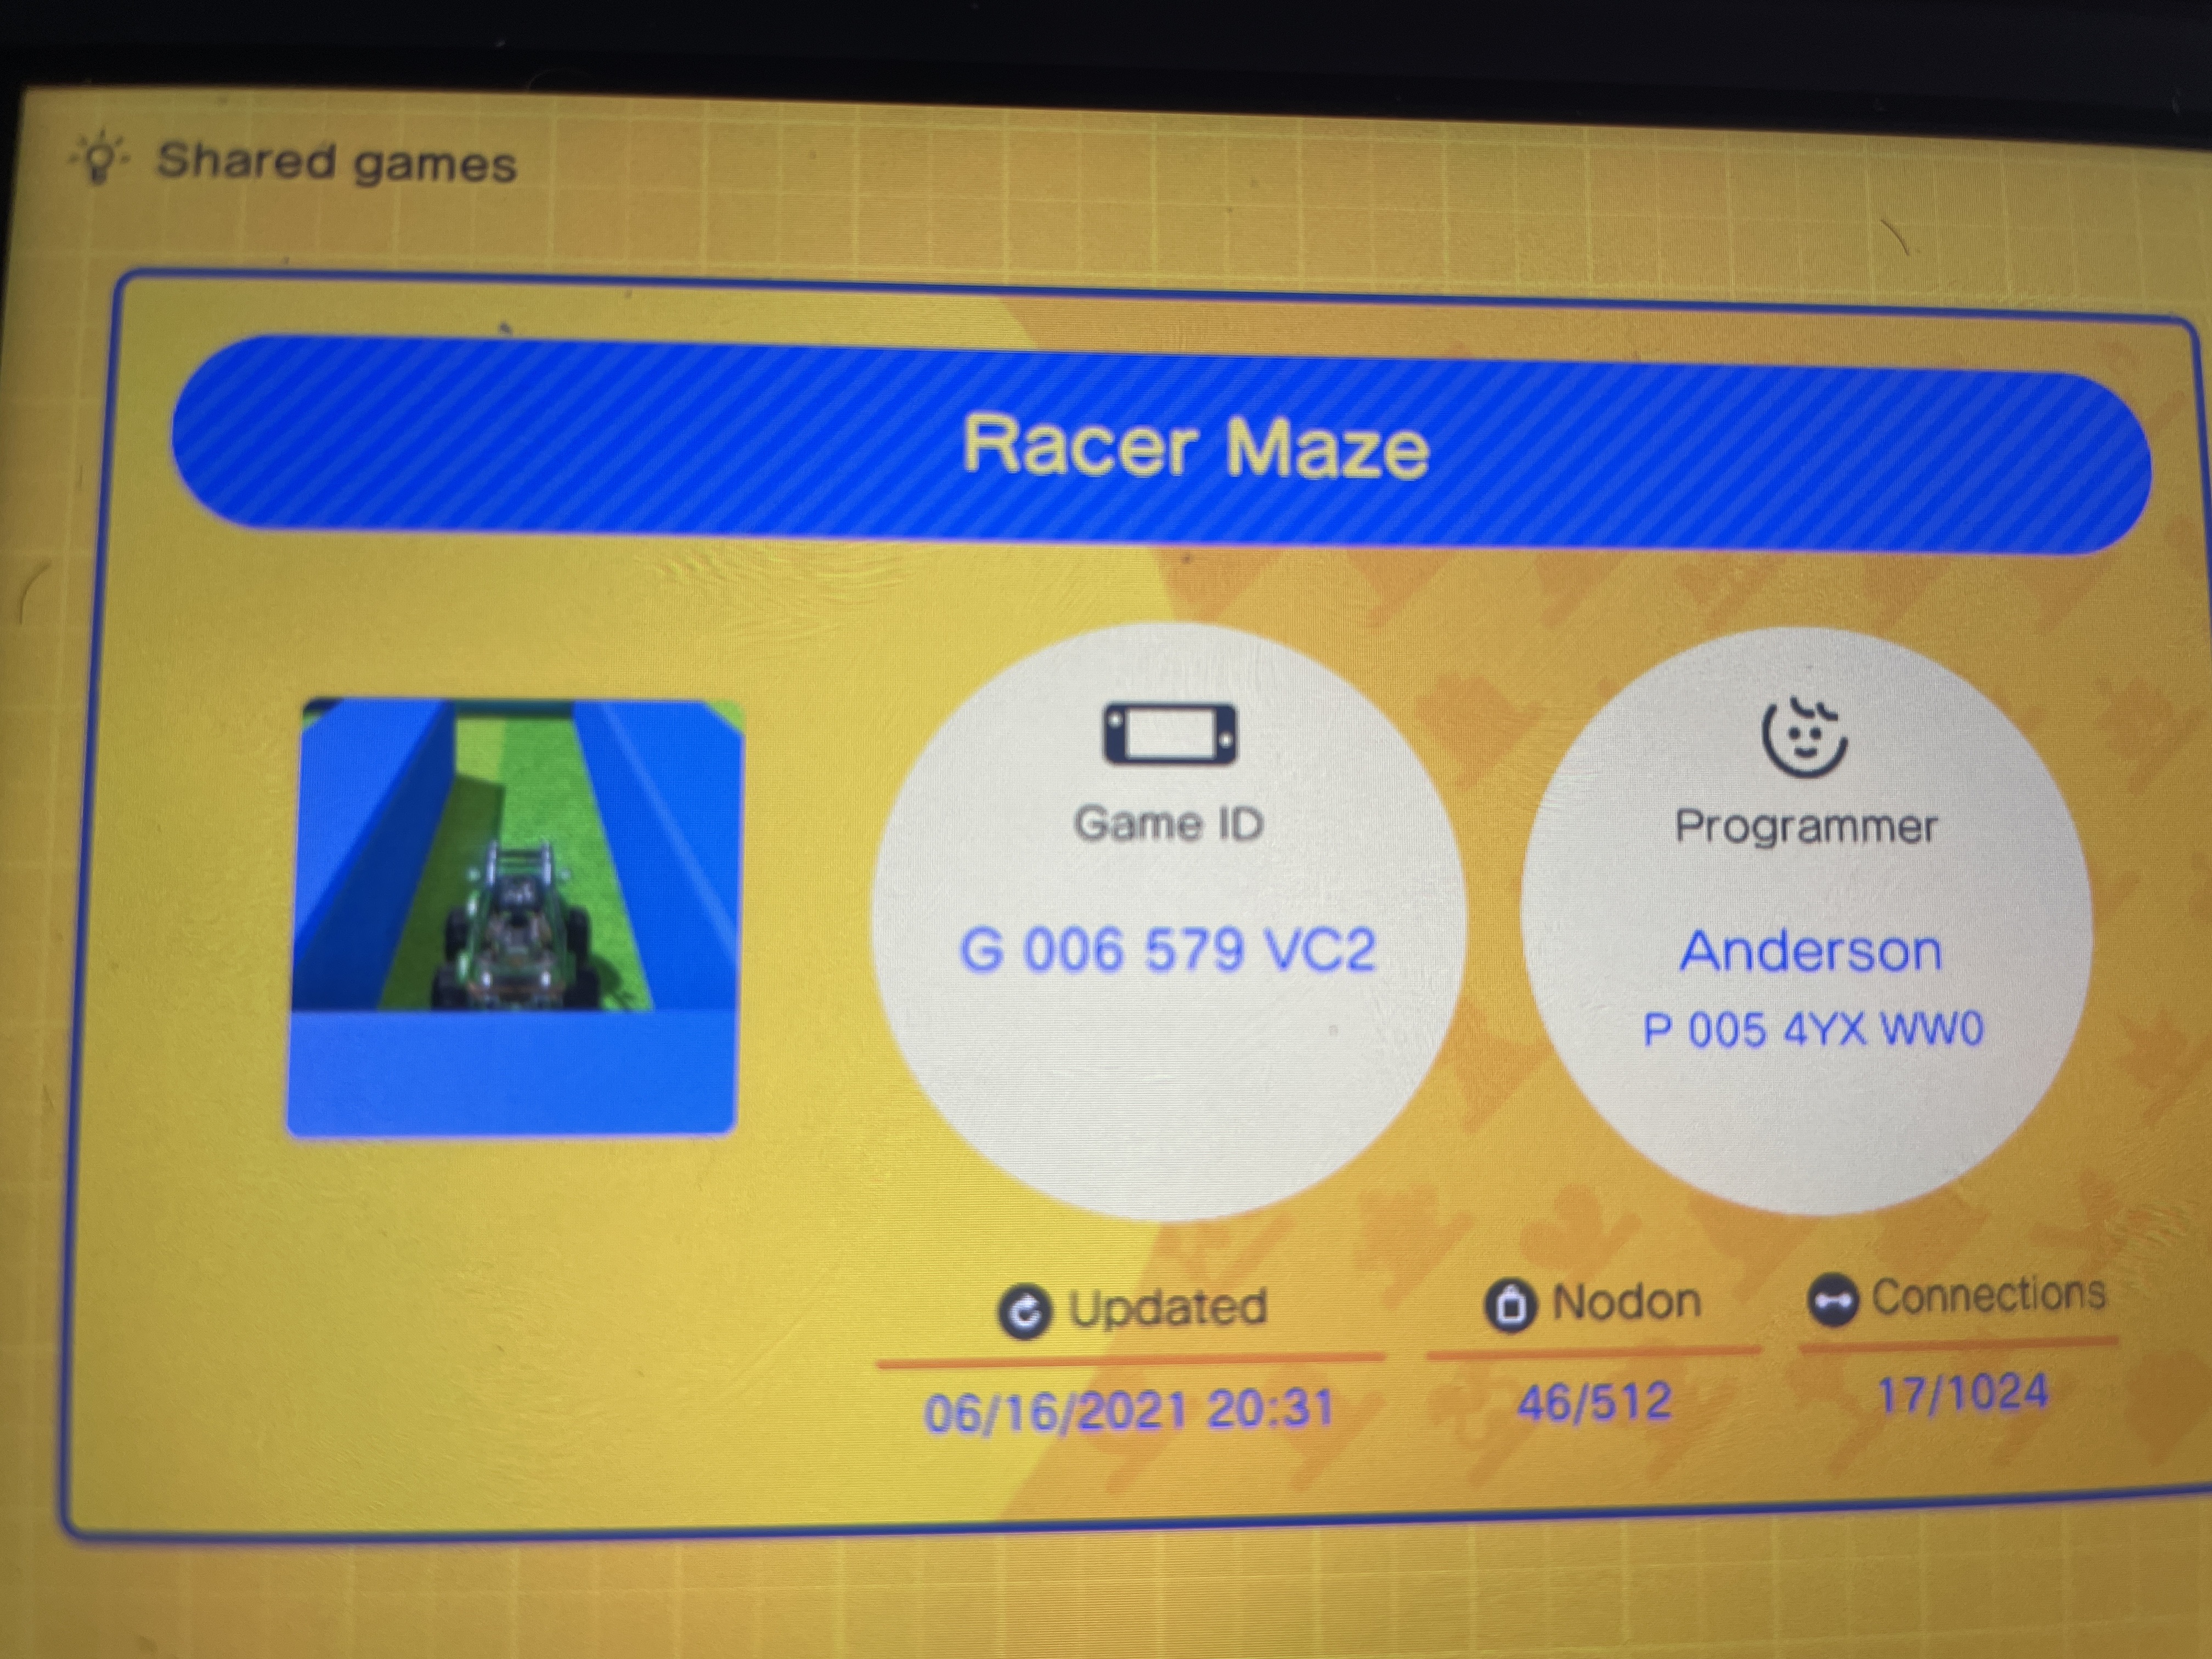 Shared games
Racer Maze
Game ID
G 006 579 VC2
Programmer
Anderson
P 005 4YX WW0
Updated
06/16/2021 20:31
Nodon
46/512
Connections
17/1024